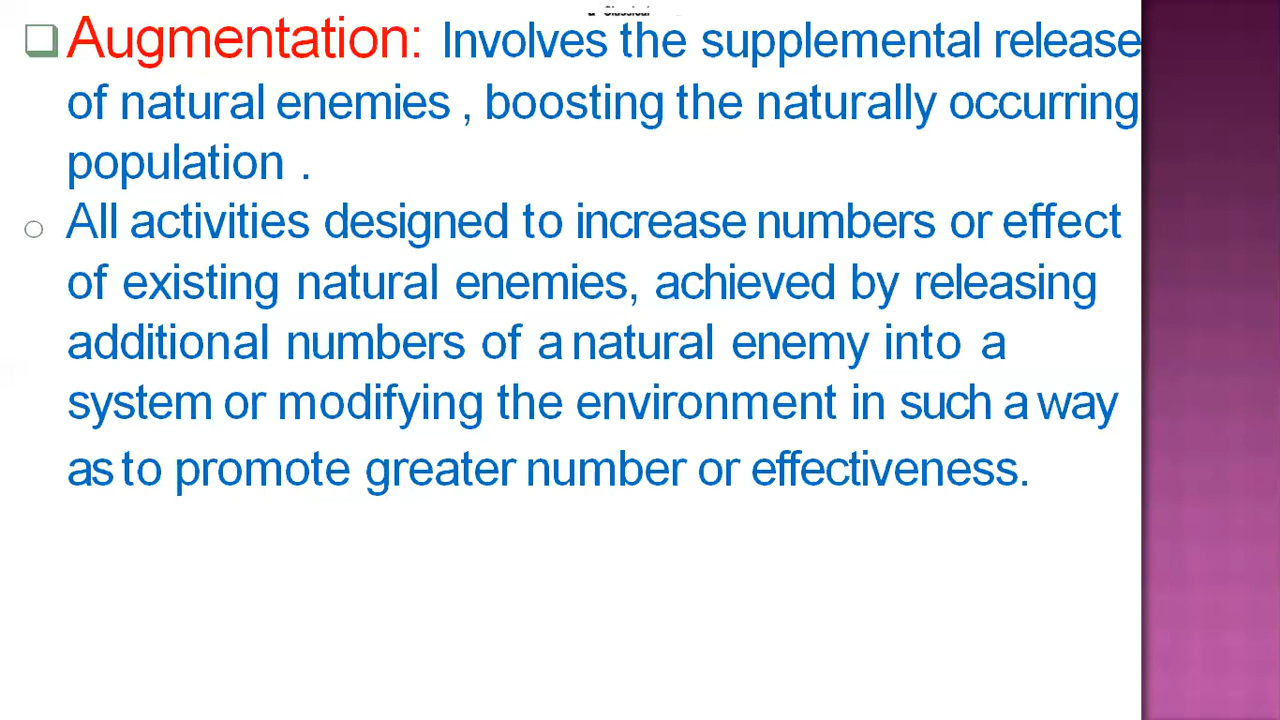 Augmentation: Involves the supplemental release
of natural enemies , boosting the naturally occurring
population .
All activities designed to increase numbers or effect
of existing natural enemies, achieved by releasing
additional numbers of a natural enemy into a
system or modifying the environment in such a way
as to promote greater number or effectiveness.